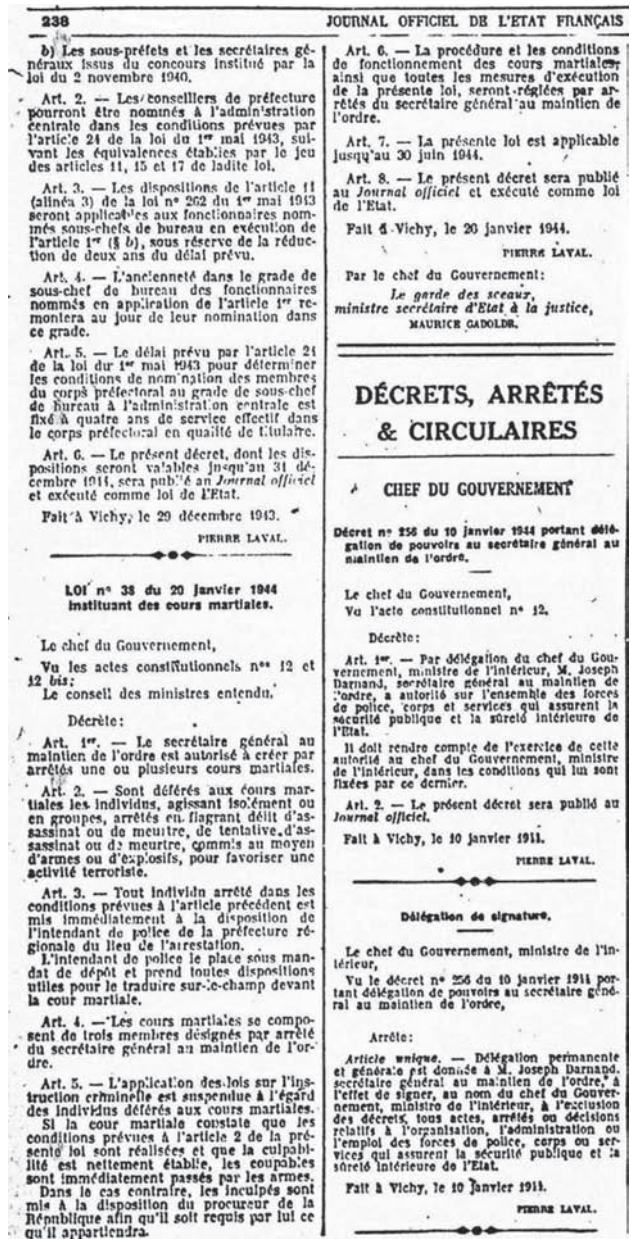 238
JOURNAL OFFICIEL DE L'ETAT FRANÇAIS
b) Les sous-préfets et les secrétaires gé-
néraux issus du concours institué par la
loi du 2 novembre 1940.
Art. 2. — Les conseillers de préfecture
pourront être nommés à l'administration
centrale dans les conditions prévues par
l'article 24 de la loi du 1er mai 1943, sui-
vant les équivalences établies par le jeu
des articles 11, 15 et 17 de ladite loi.
Art. 3. — Les dispositions de l'article 11
(alinéa 3) de la loi n° 262 du 1er mai 1943
seront applicables aux fonctionnaires nom-
més sous-chefs de bureau en exécution de
l'article 1er (§ b), sous réserve de la réduc-
tion de deux ans du délai prévu.
Art. 4. — L'ancienneté dans le grade de
sous-chef de bureau des fonctionnaires
nommés en application de l'article 1er re-
montera au jour de leur nomination dans
ce grade.
Art. 5. — Le délai prévu par l'article 21
de la loi du 1er mai 1943 pour déterminer
les conditions de nomination des membres
du corps préfectoral au grade de sous-chef
de bureau à l'administration centrale est
fixé à quatre ans de service effectif dans
le corps préfectoral en qualité de titulaire.
Art. 6. — Le présent décret, dont les dis-
positions seront valables jusqu'au 31 dé-
cembre 1944, sera publié au Journal officiel
et exécuté comme loi de l'Etat.
Fait à Vichy, le 29 décembre 1943.
PIERRE LAVAL.
LOI n° 38 du 20 janvier 1944
instituant des cours martiales.
Le chef du Gouvernement,
Vu les actes constitutionnels nos 12 et
12 bis;
Le conseil des ministres entendu,
Décrète:
Art. 1er. — Le secrétaire général au
maintien de l'ordre est autorisé à créer par
arrêtés une ou plusieurs cours martiales.
Art. 2. — Sont déférés aux cours mar-
tiales les individus, agissant isolément ou
en groupes, arrêtés en flagrant délit d'as-
sassinat ou de meurtre, de tentative d'as-
sassinat ou de meurtre, commis au moyen
d'armes ou d'explosifs, pour favoriser une
activité terroriste.
Art. 3. — Tout individu arrêté dans les
conditions prévues à l'article précédent est
mis immédiatement à la disposition de
l'intendant de police de la préfecture ré-
gionale du lieu de l'arrestation.
L'intendant de police le place sous man-
dat de dépôt et prend toutes dispositions
utiles pour le traduire sur-le-champ devant
la cour martiale.
Art. 4. — Les cours martiales se compo-
sent de trois membres désignés par arrêté
du secrétaire général au maintien de l'or-
dre.
Art. 5. — L'application des lois sur l'ins-
truction criminelle est suspendue à l'égard
des individus déférés aux cours martiales.
Si la cour martiale constate que les
conditions prévues à l'article 2 de la pré-
sente loi sont réalisées et que la culpabi-
lité est nettement établie, les coupables
sont immédiatement passés par les armes.
Dans le cas contraire, les inculpés sont
mis à la disposition du procureur de la
République afin qu'il soit requis par lui ce
qu'il appartiendra.
Art. 6. — La procédure et les conditions
de fonctionnement des cours martiales,
ainsi que toutes les mesures d'exécution
de la présente loi, seront réglées par ar-
rêtés du secrétaire général au maintien de
l'ordre.
Art. 7. — La présente loi est applicable
jusqu'au 30 juin 1944.
Art. 8. — Le présent décret sera publié
au Journal officiel et exécuté comme loi
de l'Etat.
Fait à Vichy, le 20 janvier 1944.
PIERRE LAVAL.
Par le chef du Gouvernement:
Le garde des sceaux,
ministre secrétaire d'Etat à la justice,
MAURICE GABOLDE.
DÉCRETS, ARRÊTÉS
& CIRCULAIRES
CHEF DU GOUVERNEMENT
Décret n° 256 du 10 janvier 1944 portant délé-
gation de pouvoirs au secrétaire général au
maintien de l'ordre.
Le chef du Gouvernement,
Vu l'acte constitutionnel n° 12,
Décrète:
Art. 1er. — Par délégation du chef du Gou-
vernement, ministre de l'intérieur, M. Joseph
Darnand, secrétaire général au maintien de
l'ordre, a autorité sur l'ensemble des forces
de police, corps et services qui assurent la
sécurité publique et la sûreté intérieure de
l'Etat.
Il doit rendre compte de l'exercice de cette
autorité au chef du Gouvernement, ministre
de l'intérieur, dans les conditions qui lui sont
fixées par ce dernier.
Art. 2. — Le présent décret sera publié au
Journal officiel.
Fait à Vichy, le 10 janvier 1944.
PIERRE LAVAL.
Délégation de signature.
Le chef du Gouvernement, ministre de l'in-
térieur,
Vu le décret n° 256 du 10 janvier 1944 por-
tant délégation de pouvoirs au secrétaire géné-
ral au maintien de l'ordre,
Arrête:
Article unique. — Délégation permanente
et générale est donnée à M. Joseph Darnand,
secrétaire général au maintien de l'ordre, à
l'effet de signer, au nom du chef du Gouver-
nement, ministre de l'intérieur, à l'exclusion
des décrets, tous actes, arrêtés ou décisions
relatifs à l'organisation, l'administration ou
l'emploi des forces de police, corps ou ser-
vices qui assurent la sécurité publique et la
sûreté intérieure de l'Etat.
Fait à Vichy, le 10 janvier 1944.
PIERRE LAVAL.